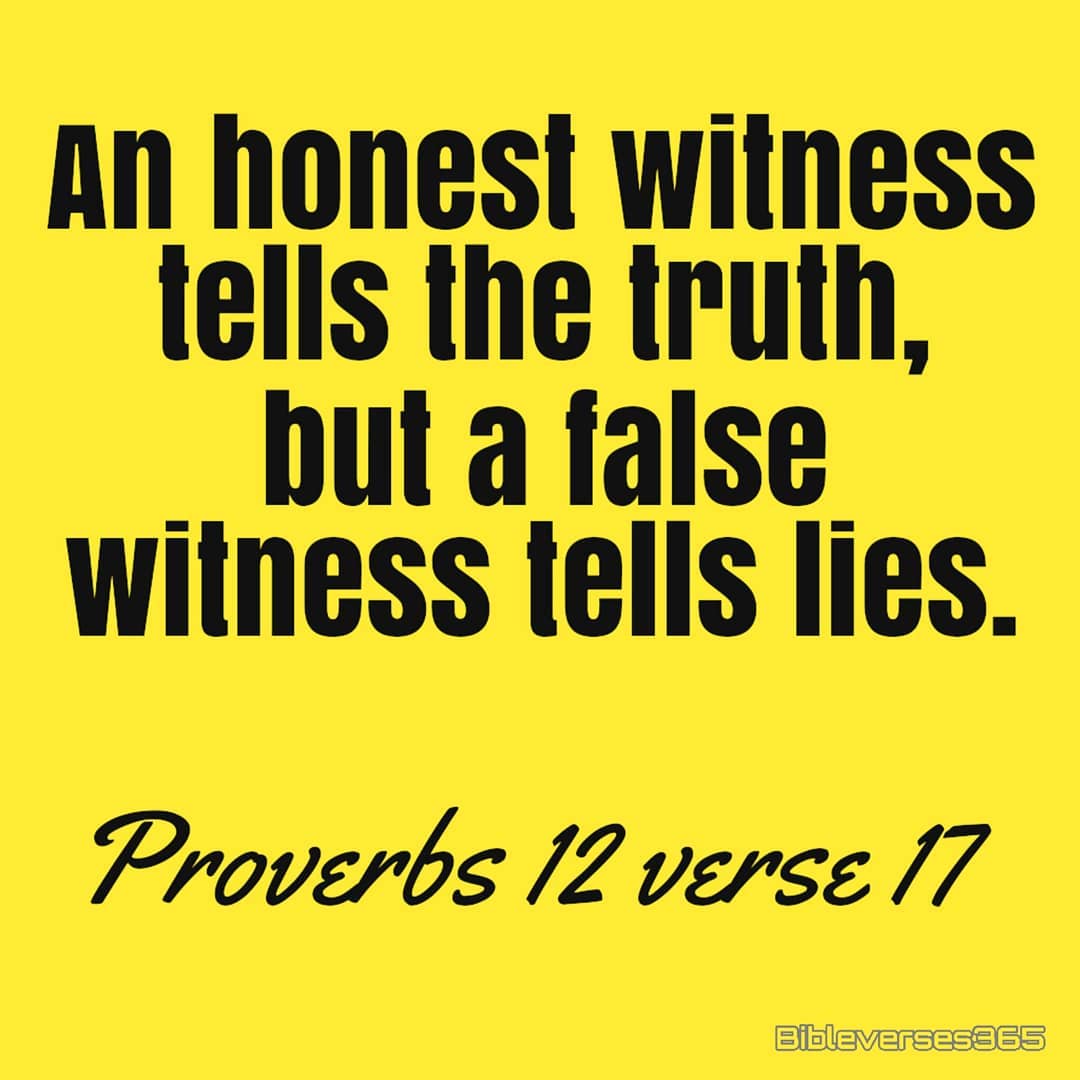 An honest witness
tells the truth,
but a false
witness tells lies.
Proverbs 12 verse 17
Bibleverses365